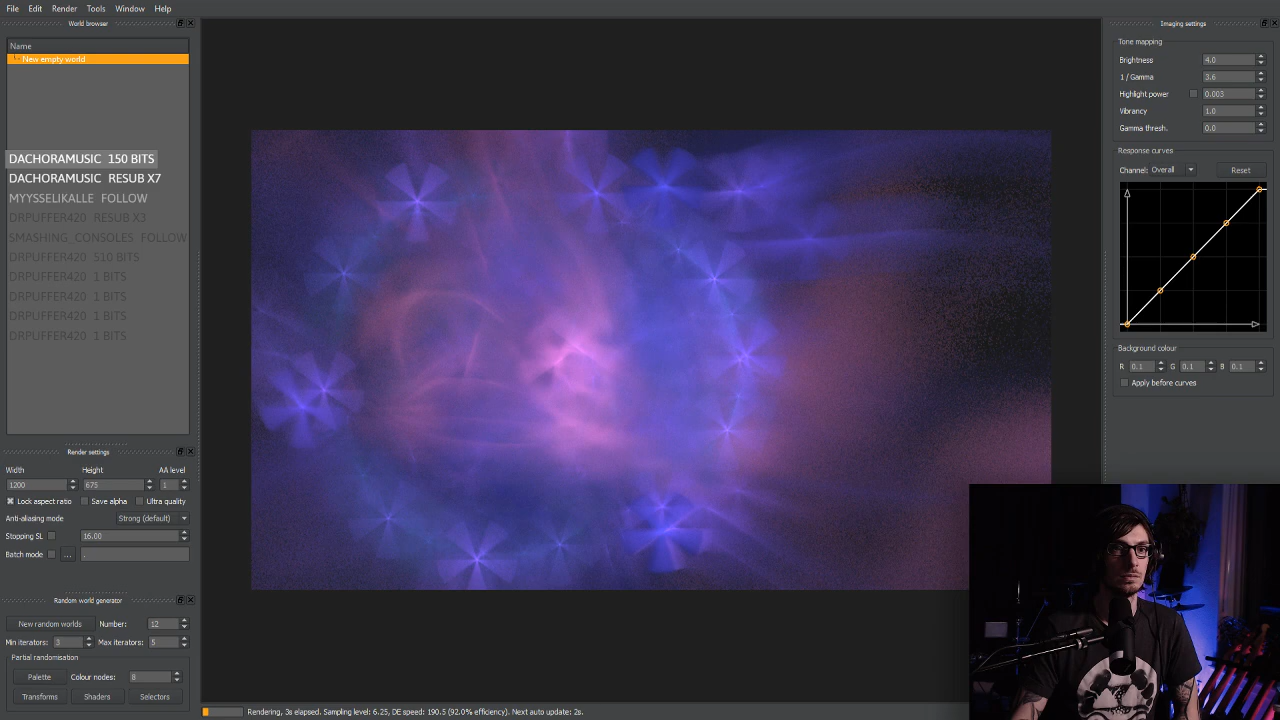 File Edit Render Tools Window Help
World browser
Name
New empty world
DACHORAMUSIC 150 BITS
DACHORAMUSIC RESUB X7
MYYSSELIKALLE FOLLOW
DRPUFFER420 RESUB X3
SMASHING_CONSOLES FOLLOW
DRPUFFER420 510 BITS
DRPUFFER420 1 BITS
DRPUFFER420 1 BITS
DRPUFFER420 1 BITS
DRPUFFER420 1 BITS
Render settings
Width Height AA level
1200 675 1
Lock aspect ratio Save alpha Ultra quality
Anti-aliasing mode Strong (default)
Stopping SL 16.00
Batch mode ... .
Random world generator
New random worlds Number: 12
Min iterators: 3 Max iterators: 5
Partial randomisation
Palette Colour nodes: 8
Transforms Shaders Selectors
Rendering, 3s elapsed. Sampling level: 6.25, DE speed: 190.5 (92.0% efficiency). Next auto update: 2s.
Imaging settings
Tone mapping
Brightness 4.0
1 / Gamma 3.6
Highlight power 0.003
Vibrancy 1.0
Gamma thresh. 0.0
Response curves
Channel: Overall Reset
Background colour
R 0.1 G 0.1 B 0.1
Apply before curves